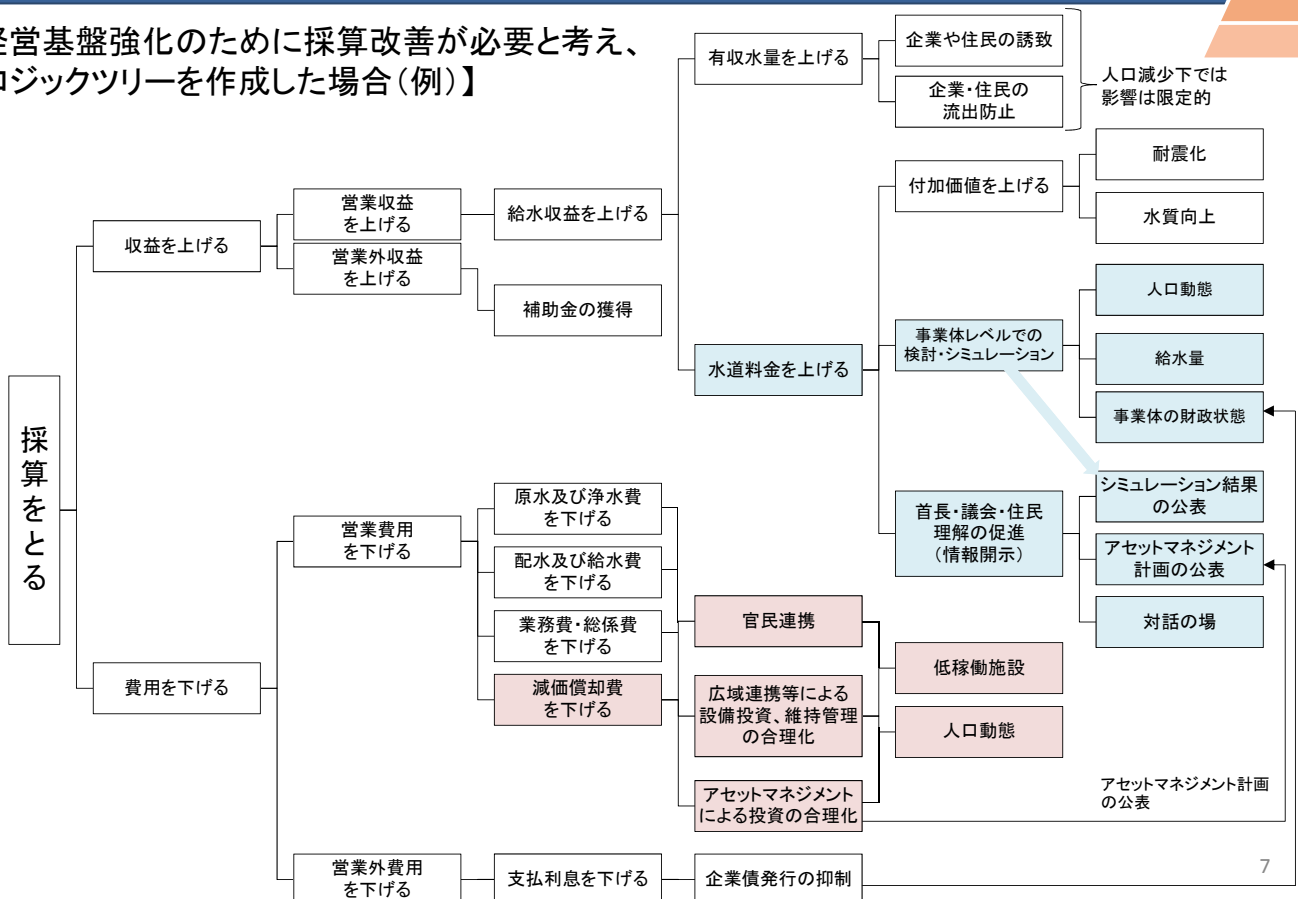 経営基盤強化のために採算改善が必要と考え、
ロジックツリーを作成した場合（例）】
採算をとる
収益を上げる
費用を下げる
営業収益
を上げる
営業外収益
を上げる
給水収益を上げる
補助金の獲得
有収水量を上げる
企業や住民の誘致
企業・住民の
流出防止
人口減少下では
影響は限定的
水道料金を上げる
付加価値を上げる
耐震化
水質向上
事業体レベルでの
検討・シミュレーション
人口動態
給水量
事業体の財政状態
首長・議会・住民
理解の促進
（情報開示）
シミュレーション結果
の公表
アセットマネジメント
計画の公表
対話の場
営業費用
を下げる
原水及び浄水費
を下げる
配水及び給水費
を下げる
業務費・総係費
を下げる
減価償却費
を下げる
官民連携
広域連携等による
設備投資、維持管理
の合理化
アセットマネジメント
による投資の合理化
低稼働施設
人口動態
アセットマネジメント計画
の公表
営業外費用
を下げる
支払利息を下げる
企業債発行の抑制
7